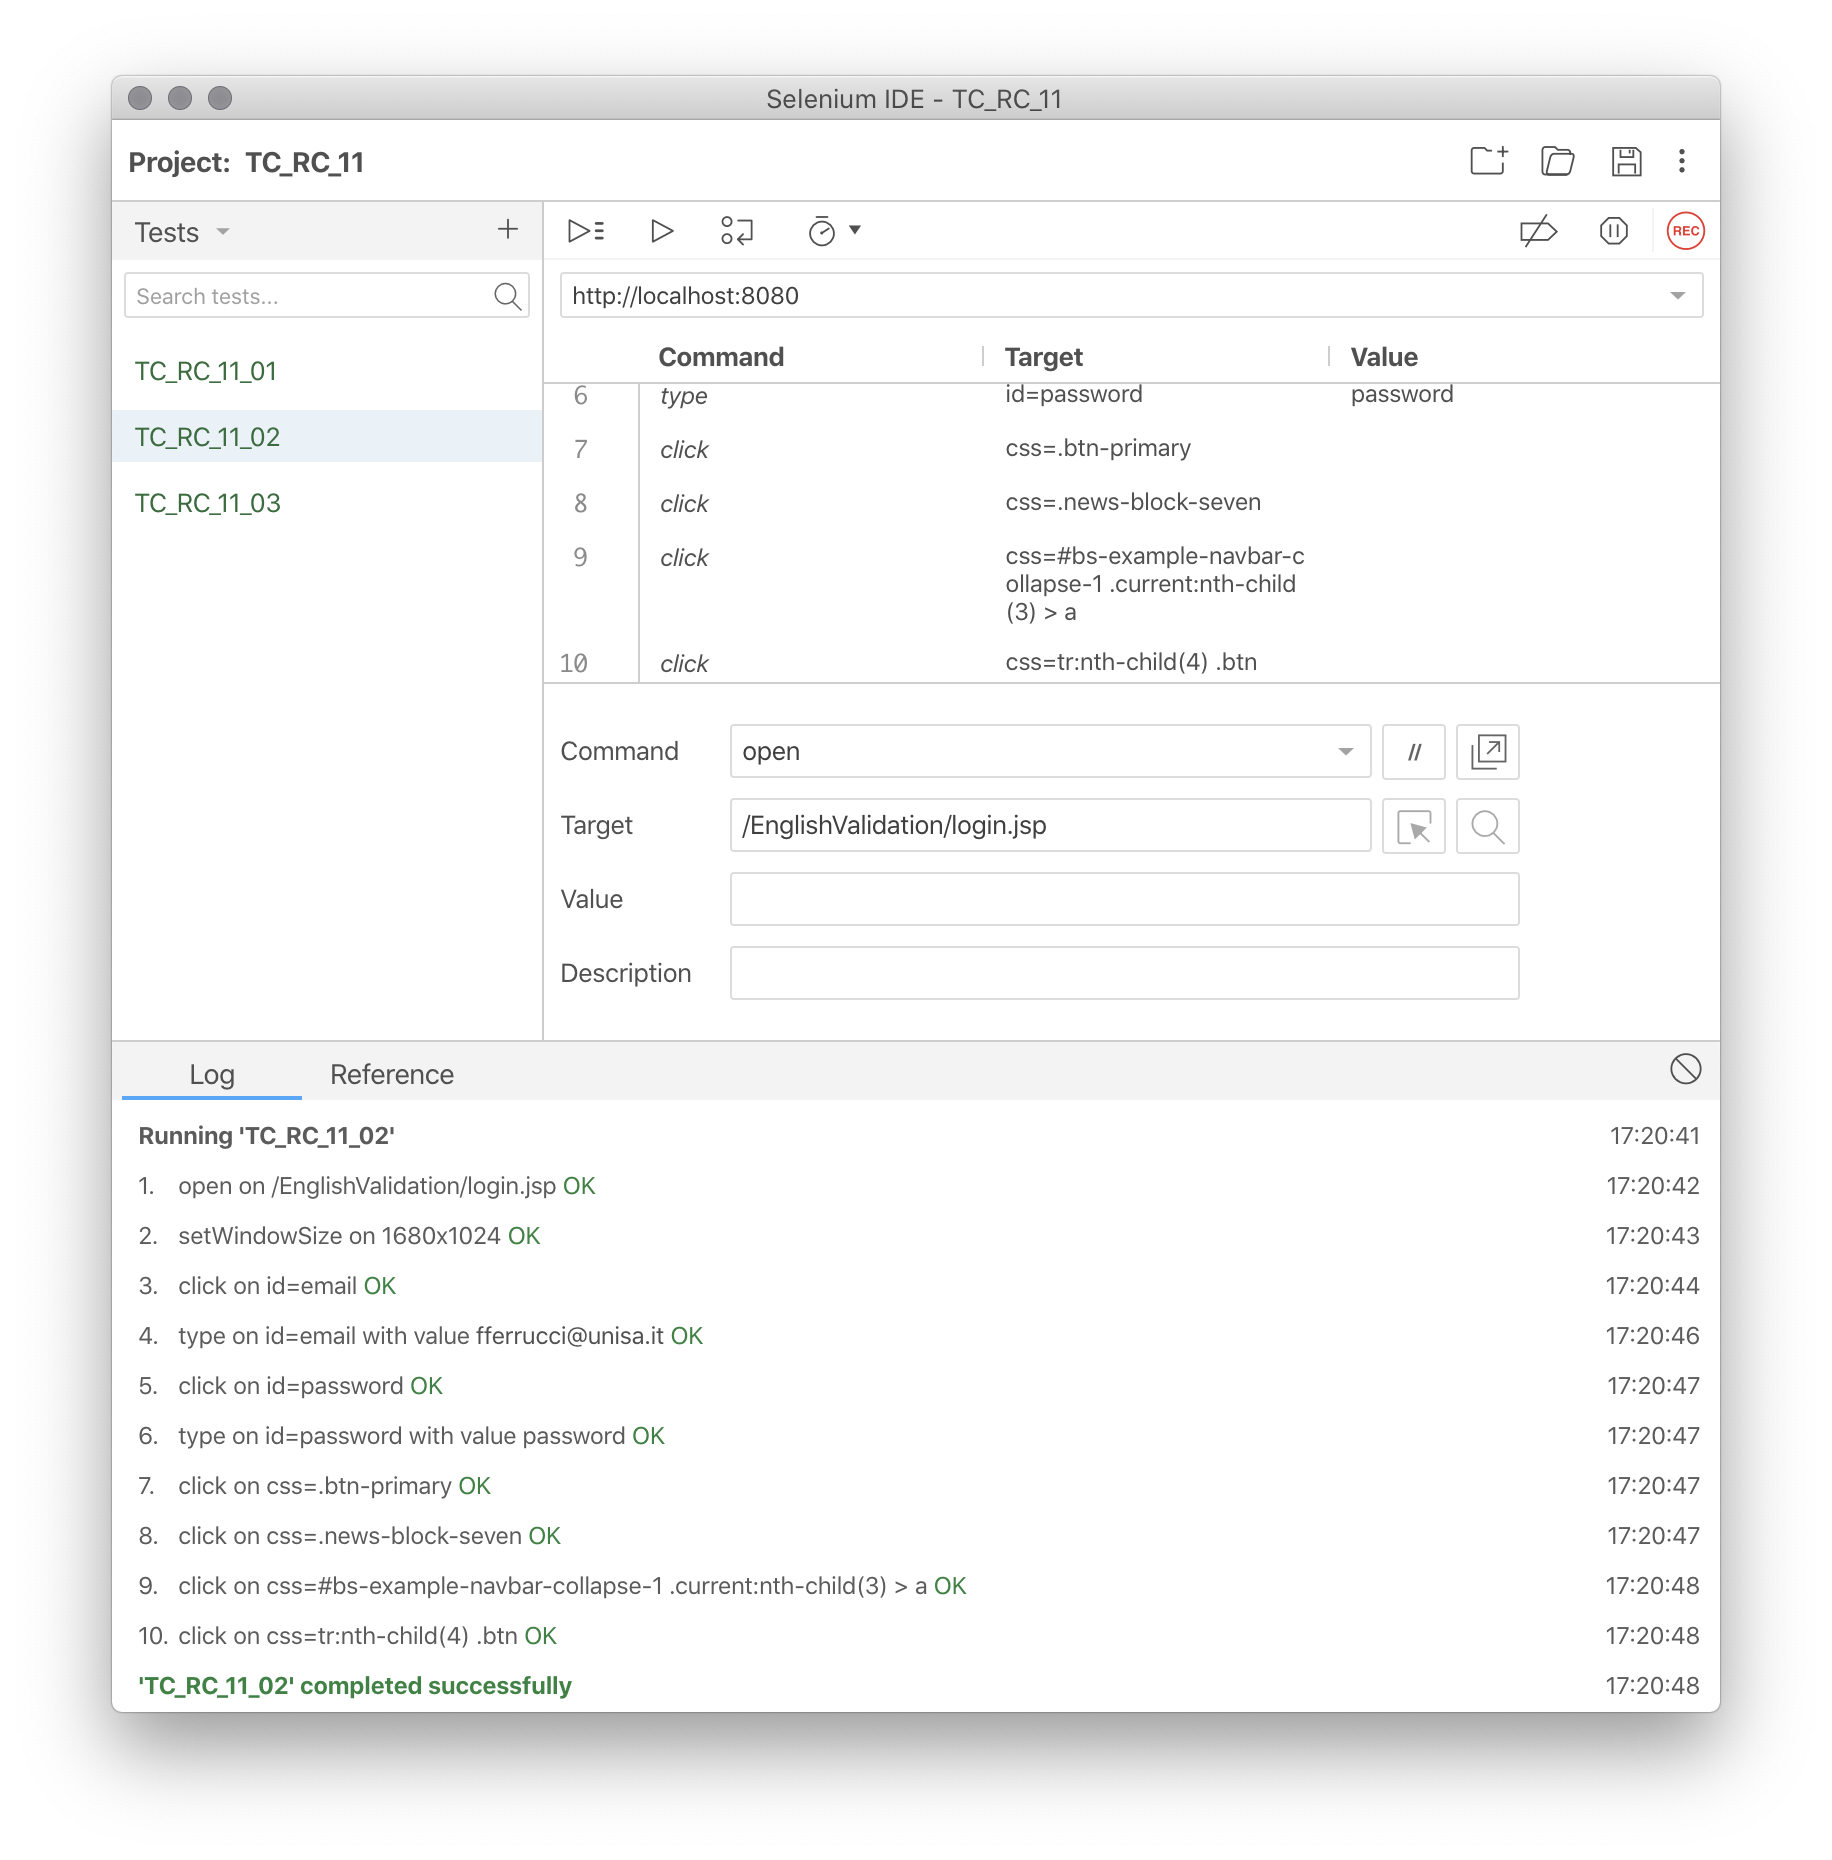 Selenium IDE - TC_RC_11
Project: TC_RC_11
Tests
REC
Search tests...
http://localhost:8080
TC_RC_11_01
TC_RC_11_02
TC_RC_11_03
Command Target Value
6 type id=password password
7 click css=.btn-primary
8 click css=.news-block-seven
9 click css=#bs-example-navbar-c
ollapse-1 .current:nth-child
(3) > a
10 click css=tr:nth-child(4) .btn
Command open //
Target /EnglishValidation/login.jsp
Value
Description
Log Reference
Running 'TC_RC_11_02' 17:20:41
1. open on /EnglishValidation/login.jsp OK 17:20:42
2. setWindowSize on 1680x1024 OK 17:20:43
3. click on id=email OK 17:20:44
4. type on id=email with value fferrucci@unisa.it OK 17:20:46
5. click on id=password OK 17:20:47
6. type on id=password with value password OK 17:20:47
7. click on css=.btn-primary OK 17:20:47
8. click on css=.news-block-seven OK 17:20:47
9. click on css=#bs-example-navbar-collapse-1 .current:nth-child(3) > a OK 17:20:48
10. click on css=tr:nth-child(4) .btn OK 17:20:48
'TC_RC_11_02' completed successfully 17:20:48